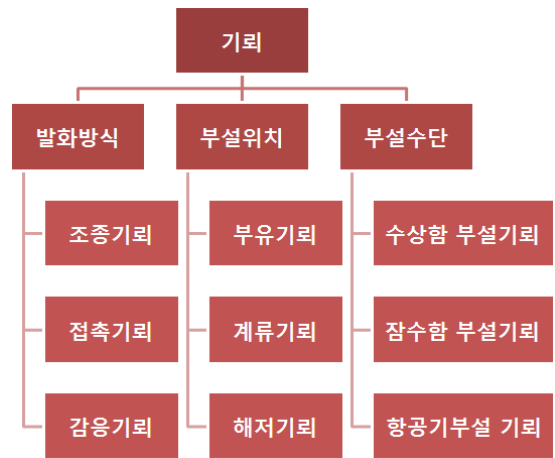 기뢰
발화방식
부설위치
부설수단
조종기뢰
부유기뢰
수상함 부설기뢰
접촉기뢰
계류기뢰
잠수함 부설기뢰
감응기뢰
해저기뢰
항공기부설 기뢰